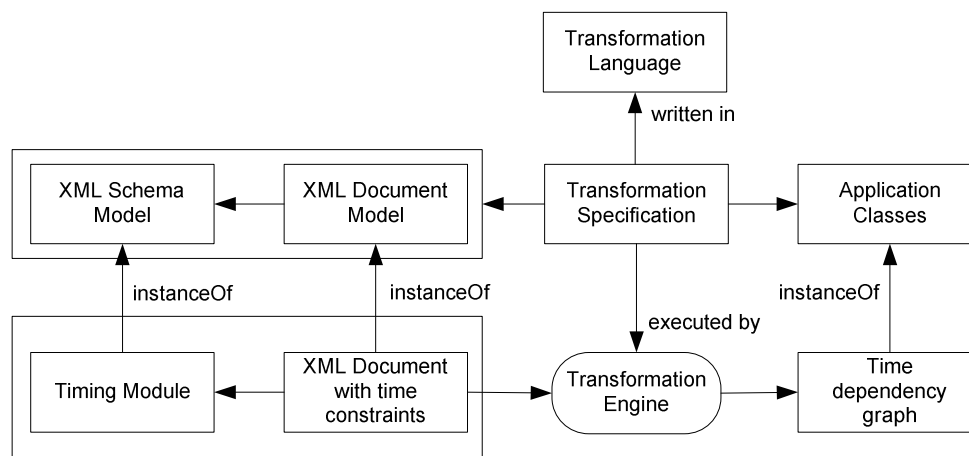 Transformation
Language
written in
XML Schema
Model
XML Document
Model
Transformation
Specification
Application
Classes
instanceOf
instanceOf
instanceOf
executed by
Timing Module
XML Document
with time
constraints
Transformation
Engine
Time
dependency
graph